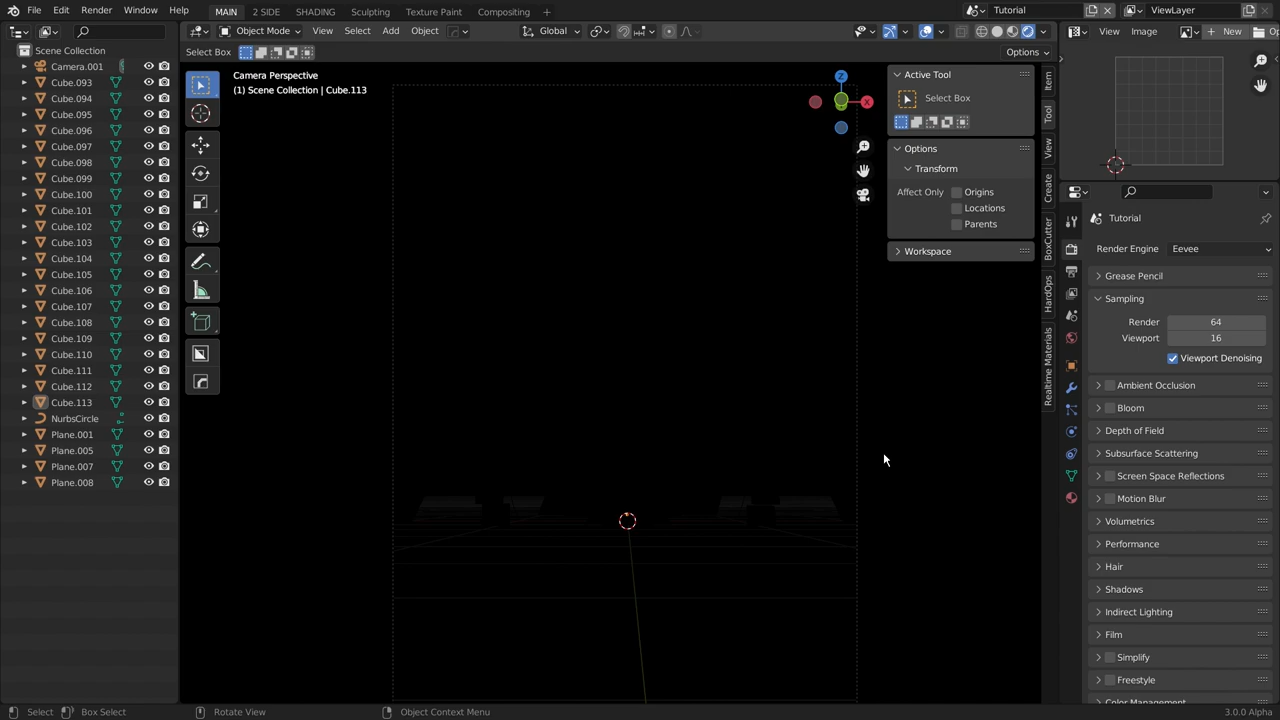 File Edit Render Window Help MAIN 2 SIDE SHADING Sculpting Texture Paint Compositing Tutorial ViewLayer
Object Mode View Select Add Object Global View Image New Op
Select Box Options
Scene Collection
Camera.001
Cube.093
Cube.094
Cube.095
Cube.096
Cube.097
Cube.098
Cube.099
Cube.100
Cube.101
Cube.102
Cube.103
Cube.104
Cube.105
Cube.106
Cube.107
Cube.108
Cube.109
Cube.110
Cube.111
Cube.112
Cube.113
NurbsCircle
Plane.001
Plane.005
Plane.007
Plane.008
Camera Perspective
(1) Scene Collection | Cube.113
Z
X
Active Tool
Select Box
Options
Transform
Affect Only Origins
Locations
Parents
Workspace
Item
Tool
View
Create
BoxCutter
HardOps
Realtime Materials
Tutorial
Render Engine Eevee
Grease Pencil
Sampling
Render 64
Viewport 16
Viewport Denoising
Ambient Occlusion
Bloom
Depth of Field
Subsurface Scattering
Screen Space Reflections
Motion Blur
Volumetrics
Performance
Hair
Shadows
Indirect Lighting
Film
Simplify
Freestyle
Color Management
Select Box Select Rotate View Object Context Menu 3.0.0 Alpha